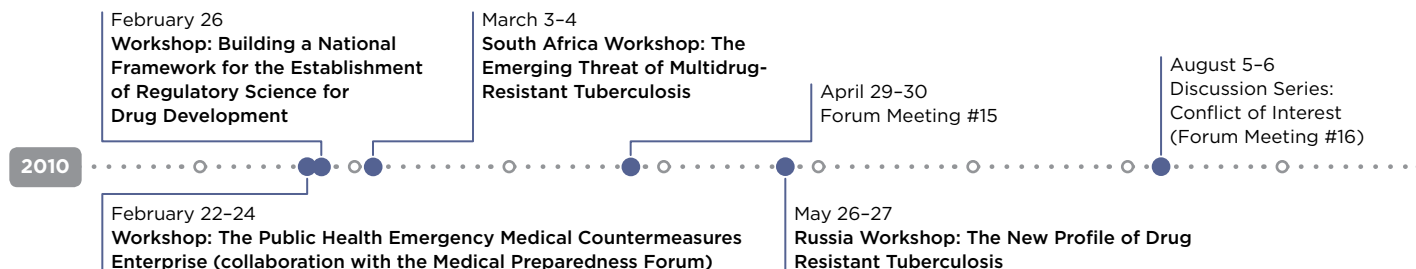 February 26
Workshop: Building a National
Framework for the Establishment
of Regulatory Science for
Drug Development
March 3–4
South Africa Workshop: The
Emerging Threat of Multidrug-
Resistant Tuberculosis
April 29–30
Forum Meeting #15
August 5–6
Discussion Series:
Conflict of Interest
(Forum Meeting #16)
2010
February 22–24
Workshop: The Public Health Emergency Medical Countermeasures
Enterprise (collaboration with the Medical Preparedness Forum)
May 26–27
Russia Workshop: The New Profile of Drug
Resistant Tuberculosis